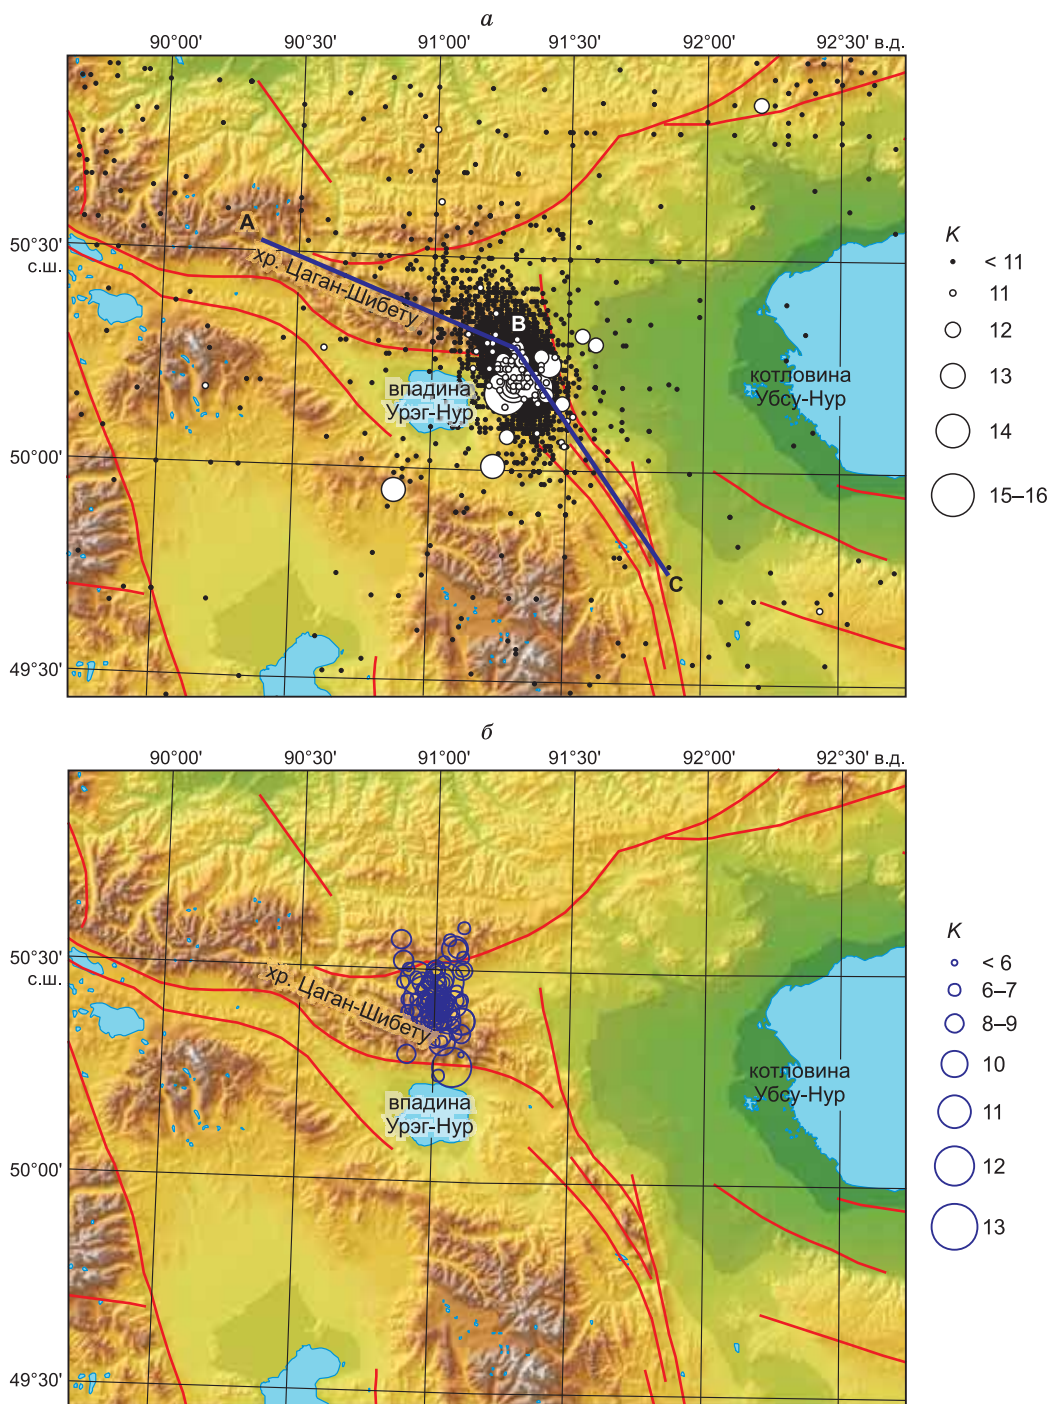 а
90°00' 90°30' 91°00' 91°30' 92°00' 92°30' в.д.
A
50°30'
с.ш.
хр. Цаган-Шибету
B
впадина
Урэг-Нур
котловина
Убсу-Нур
50°00'
C
49°30'
K
< 11
11
12
13
14
15–16
б
90°00' 90°30' 91°00' 91°30' 92°00' 92°30' в.д.
50°30'
с.ш.
хр. Цаган-Шибету
впадина
Урэг-Нур
котловина
Убсу-Нур
50°00'
49°30'
K
< 6
6–7
8–9
10
11
12
13